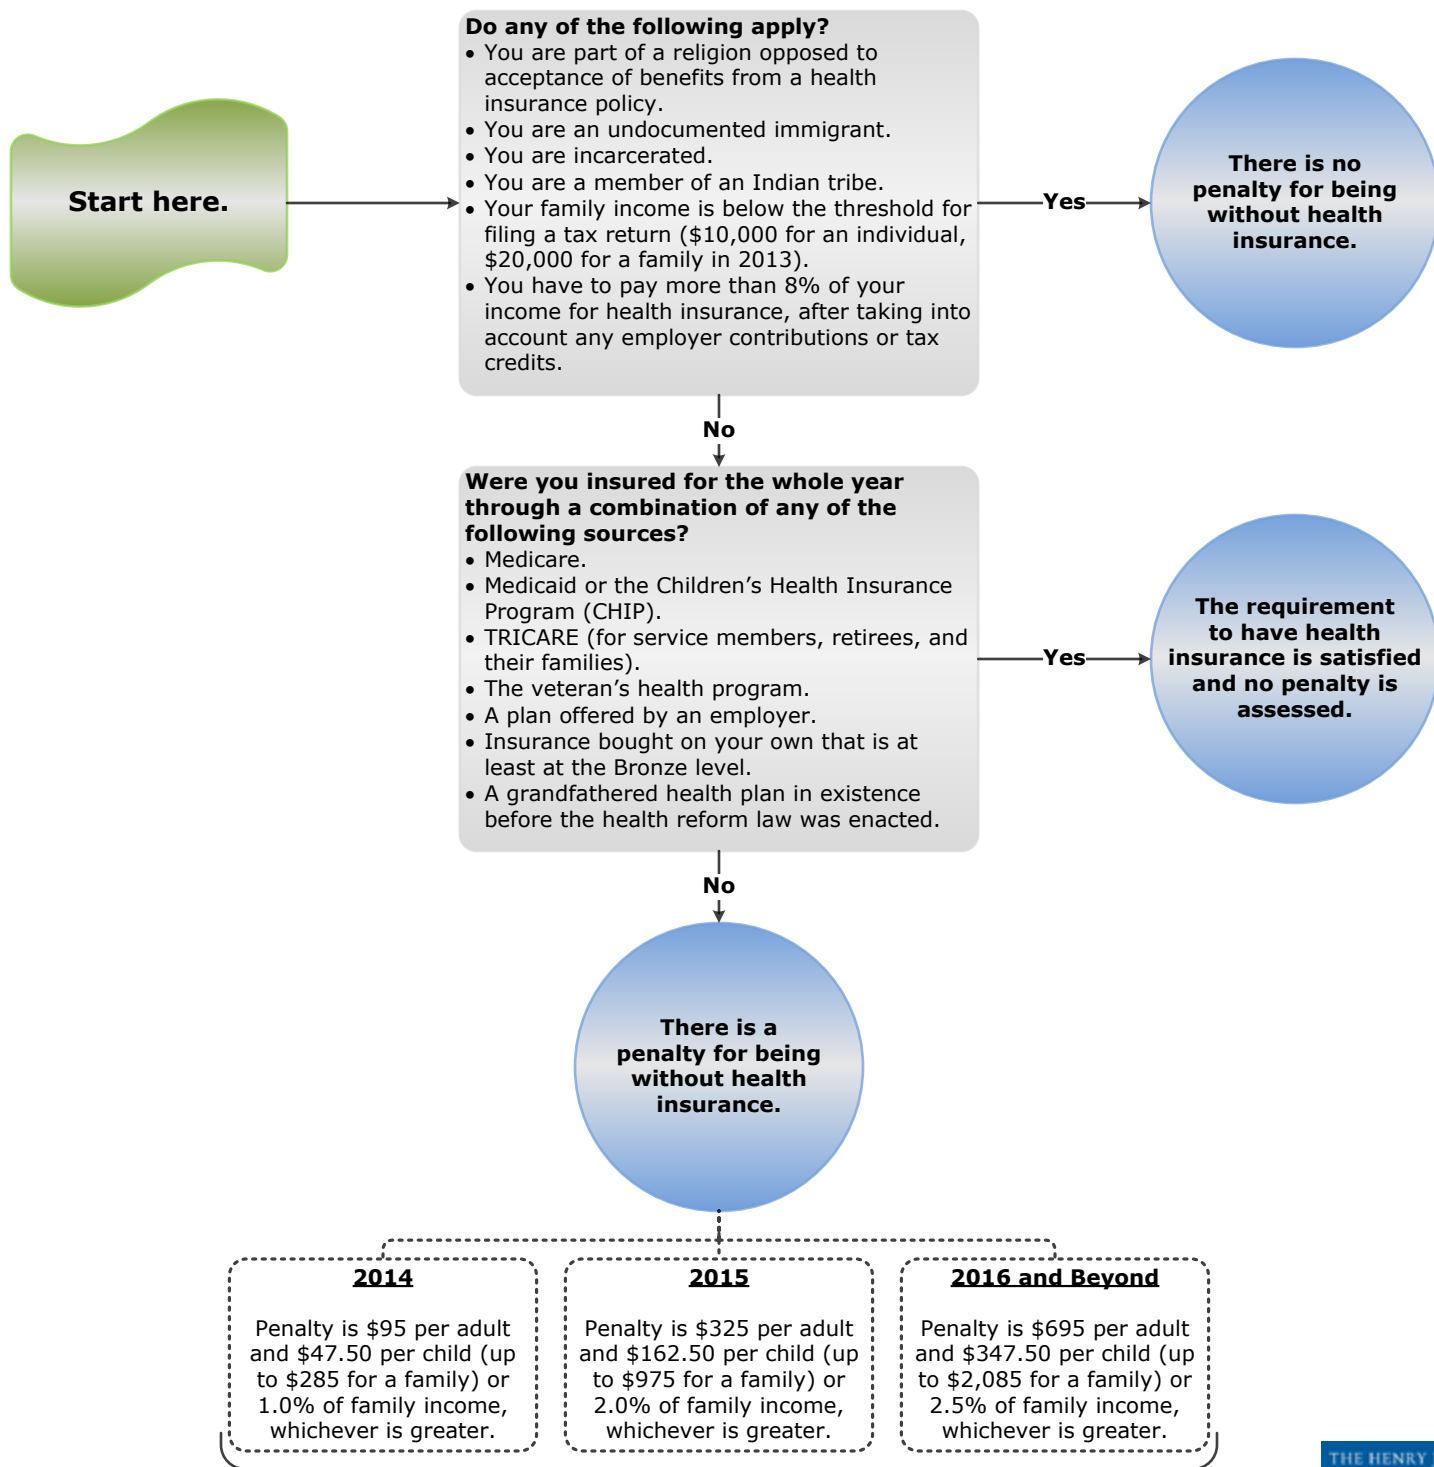 Start here.
Do any of the following apply?
• You are part of a religion opposed to
acceptance of benefits from a health
insurance policy.
• You are an undocumented immigrant.
• You are incarcerated.
• You are a member of an Indian tribe.
• Your family income is below the threshold for
filing a tax return ($10,000 for an individual,
$20,000 for a family in 2013).
• You have to pay more than 8% of your
income for health insurance, after taking into
account any employer contributions or tax
credits.
Yes
There is no
penalty for being
without health
insurance.
No
Were you insured for the whole year
through a combination of any of the
following sources?
• Medicare.
• Medicaid or the Children’s Health Insurance
Program (CHIP).
• TRICARE (for service members, retirees, and
their families).
• The veteran’s health program.
• A plan offered by an employer.
• Insurance bought on your own that is at
least at the Bronze level.
• A grandfathered health plan in existence
before the health reform law was enacted.
Yes
The requirement
to have health
insurance is satisfied
and no penalty is
assessed.
No
There is a
penalty for being
without health
insurance.
2014
Penalty is $95 per adult
and $47.50 per child (up
to $285 for a family) or
1.0% of family income,
whichever is greater.
2015
Penalty is $325 per adult
and $162.50 per child (up
to $975 for a family) or
2.0% of family income,
whichever is greater.
2016 and Beyond
Penalty is $695 per adult
and $347.50 per child (up
to $2,085 for a family) or
2.5% of family income,
whichever is greater.
THE HENRY